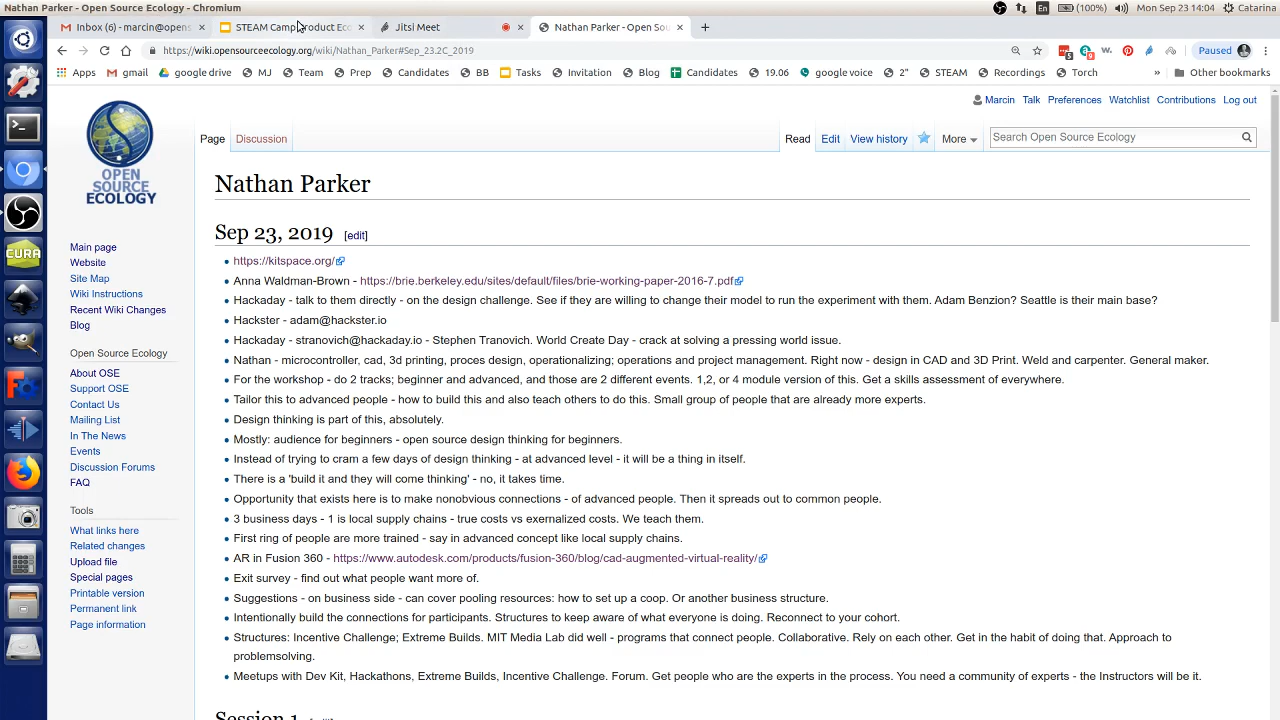 Nathan Parker - Open Source Ecology - Chromium
En (100%) Mon Sep 23 14:04 Catarina
Inbox (6) - marcin@opens
STEAM Camp Product Eco
Jitsi Meet
Nathan Parker - Open Sou
https://wiki.opensourceecology.org/wiki/Nathan_Parker#Sep_23.2C_2019
Paused
Apps gmail google drive MJ Team Prep Candidates BB Tasks Invitation Blog Candidates 19.06 google voice 2" STEAM Recordings Torch » Other bookmarks
Marcin Talk Preferences Watchlist Contributions Log out
Page Discussion Read Edit View history More Search Open Source Ecology
OPEN
SOURCE
ECOLOGY
Main page
Website
Site Map
Wiki Instructions
Recent Wiki Changes
Blog
Open Source Ecology
About OSE
Support OSE
Contact Us
Mailing List
In The News
Events
Discussion Forums
FAQ
Tools
What links here
Related changes
Upload file
Special pages
Printable version
Permanent link
Page information
CURA
Nathan Parker
Sep 23, 2019 [edit]
https://kitspace.org/
Anna Waldman-Brown - https://brie.berkeley.edu/sites/default/files/brie-working-paper-2016-7.pdf
Hackaday - talk to them directly - on the design challenge. See if they are willing to change their model to run the experiment with them. Adam Benzion? Seattle is their main base?
Hackster - adam@hackster.io
Hackaday - stranovich@hackaday.io - Stephen Tranovich. World Create Day - crack at solving a pressing world issue.
Nathan - microcontroller, cad, 3d printing, proces design, operationalizing; operations and project management. Right now - design in CAD and 3D Print. Weld and carpenter. General maker.
For the workshop - do 2 tracks; beginner and advanced, and those are 2 different events. 1,2, or 4 module version of this. Get a skills assessment of everywhere.
Tailor this to advanced people - how to build this and also teach others to do this. Small group of people that are already more experts.
Design thinking is part of this, absolutely.
Mostly: audience for beginners - open source design thinking for beginners.
Instead of trying to cram a few days of design thinking - at advanced level - it will be a thing in itself.
There is a 'build it and they will come thinking' - no, it takes time.
Opportunity that exists here is to make nonobvious connections - of advanced people. Then it spreads out to common people.
3 business days - 1 is local supply chains - true costs vs exernalized costs. We teach them.
First ring of people are more trained - say in advanced concept like local supply chains.
AR in Fusion 360 - https://www.autodesk.com/products/fusion-360/blog/cad-augmented-virtual-reality/
Exit survey - find out what people want more of.
Suggestions - on business side - can cover pooling resources: how to set up a coop. Or another business structure.
Intentionally build the connections for participants. Structures to keep aware of what everyone is doing. Reconnect to your cohort.
Structures: Incentive Challenge; Extreme Builds. MIT Media Lab did well - programs that connect people. Collaborative. Rely on each other. Get in the habit of doing that. Approach to
problemsolving.
Meetups with Dev Kit, Hackathons, Extreme Builds, Incentive Challenge. Forum. Get people who are the experts in the process. You need a community of experts - the Instructors will be it.
Session 1